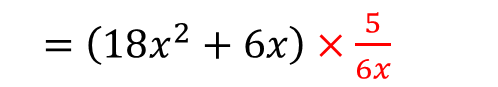 = (18x² + 6x) × 5/6x